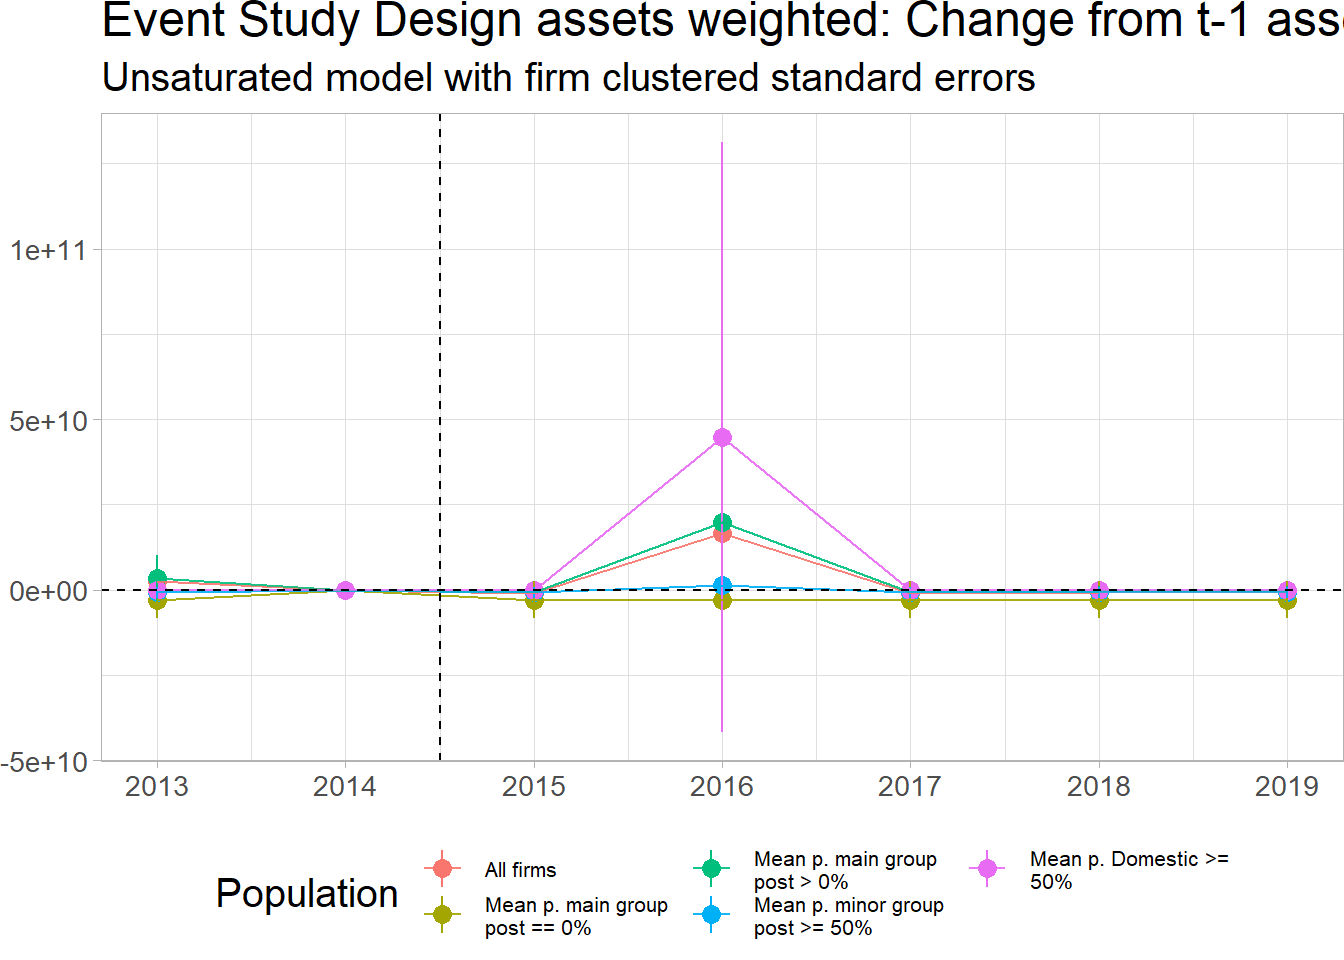 Event Study Design assets weighted: Change from t-1
Unsaturated model with firm clustered standard errors
1e+11
5e+10
0e+00
-5e+10
2013 2014 2015 2016 2017 2018 2019
Population
All firms
Mean p. main group
post == 0%
Mean p. main group
post > 0%
Mean p. minor group
post >= 50%
Mean p. Domestic >=
50%